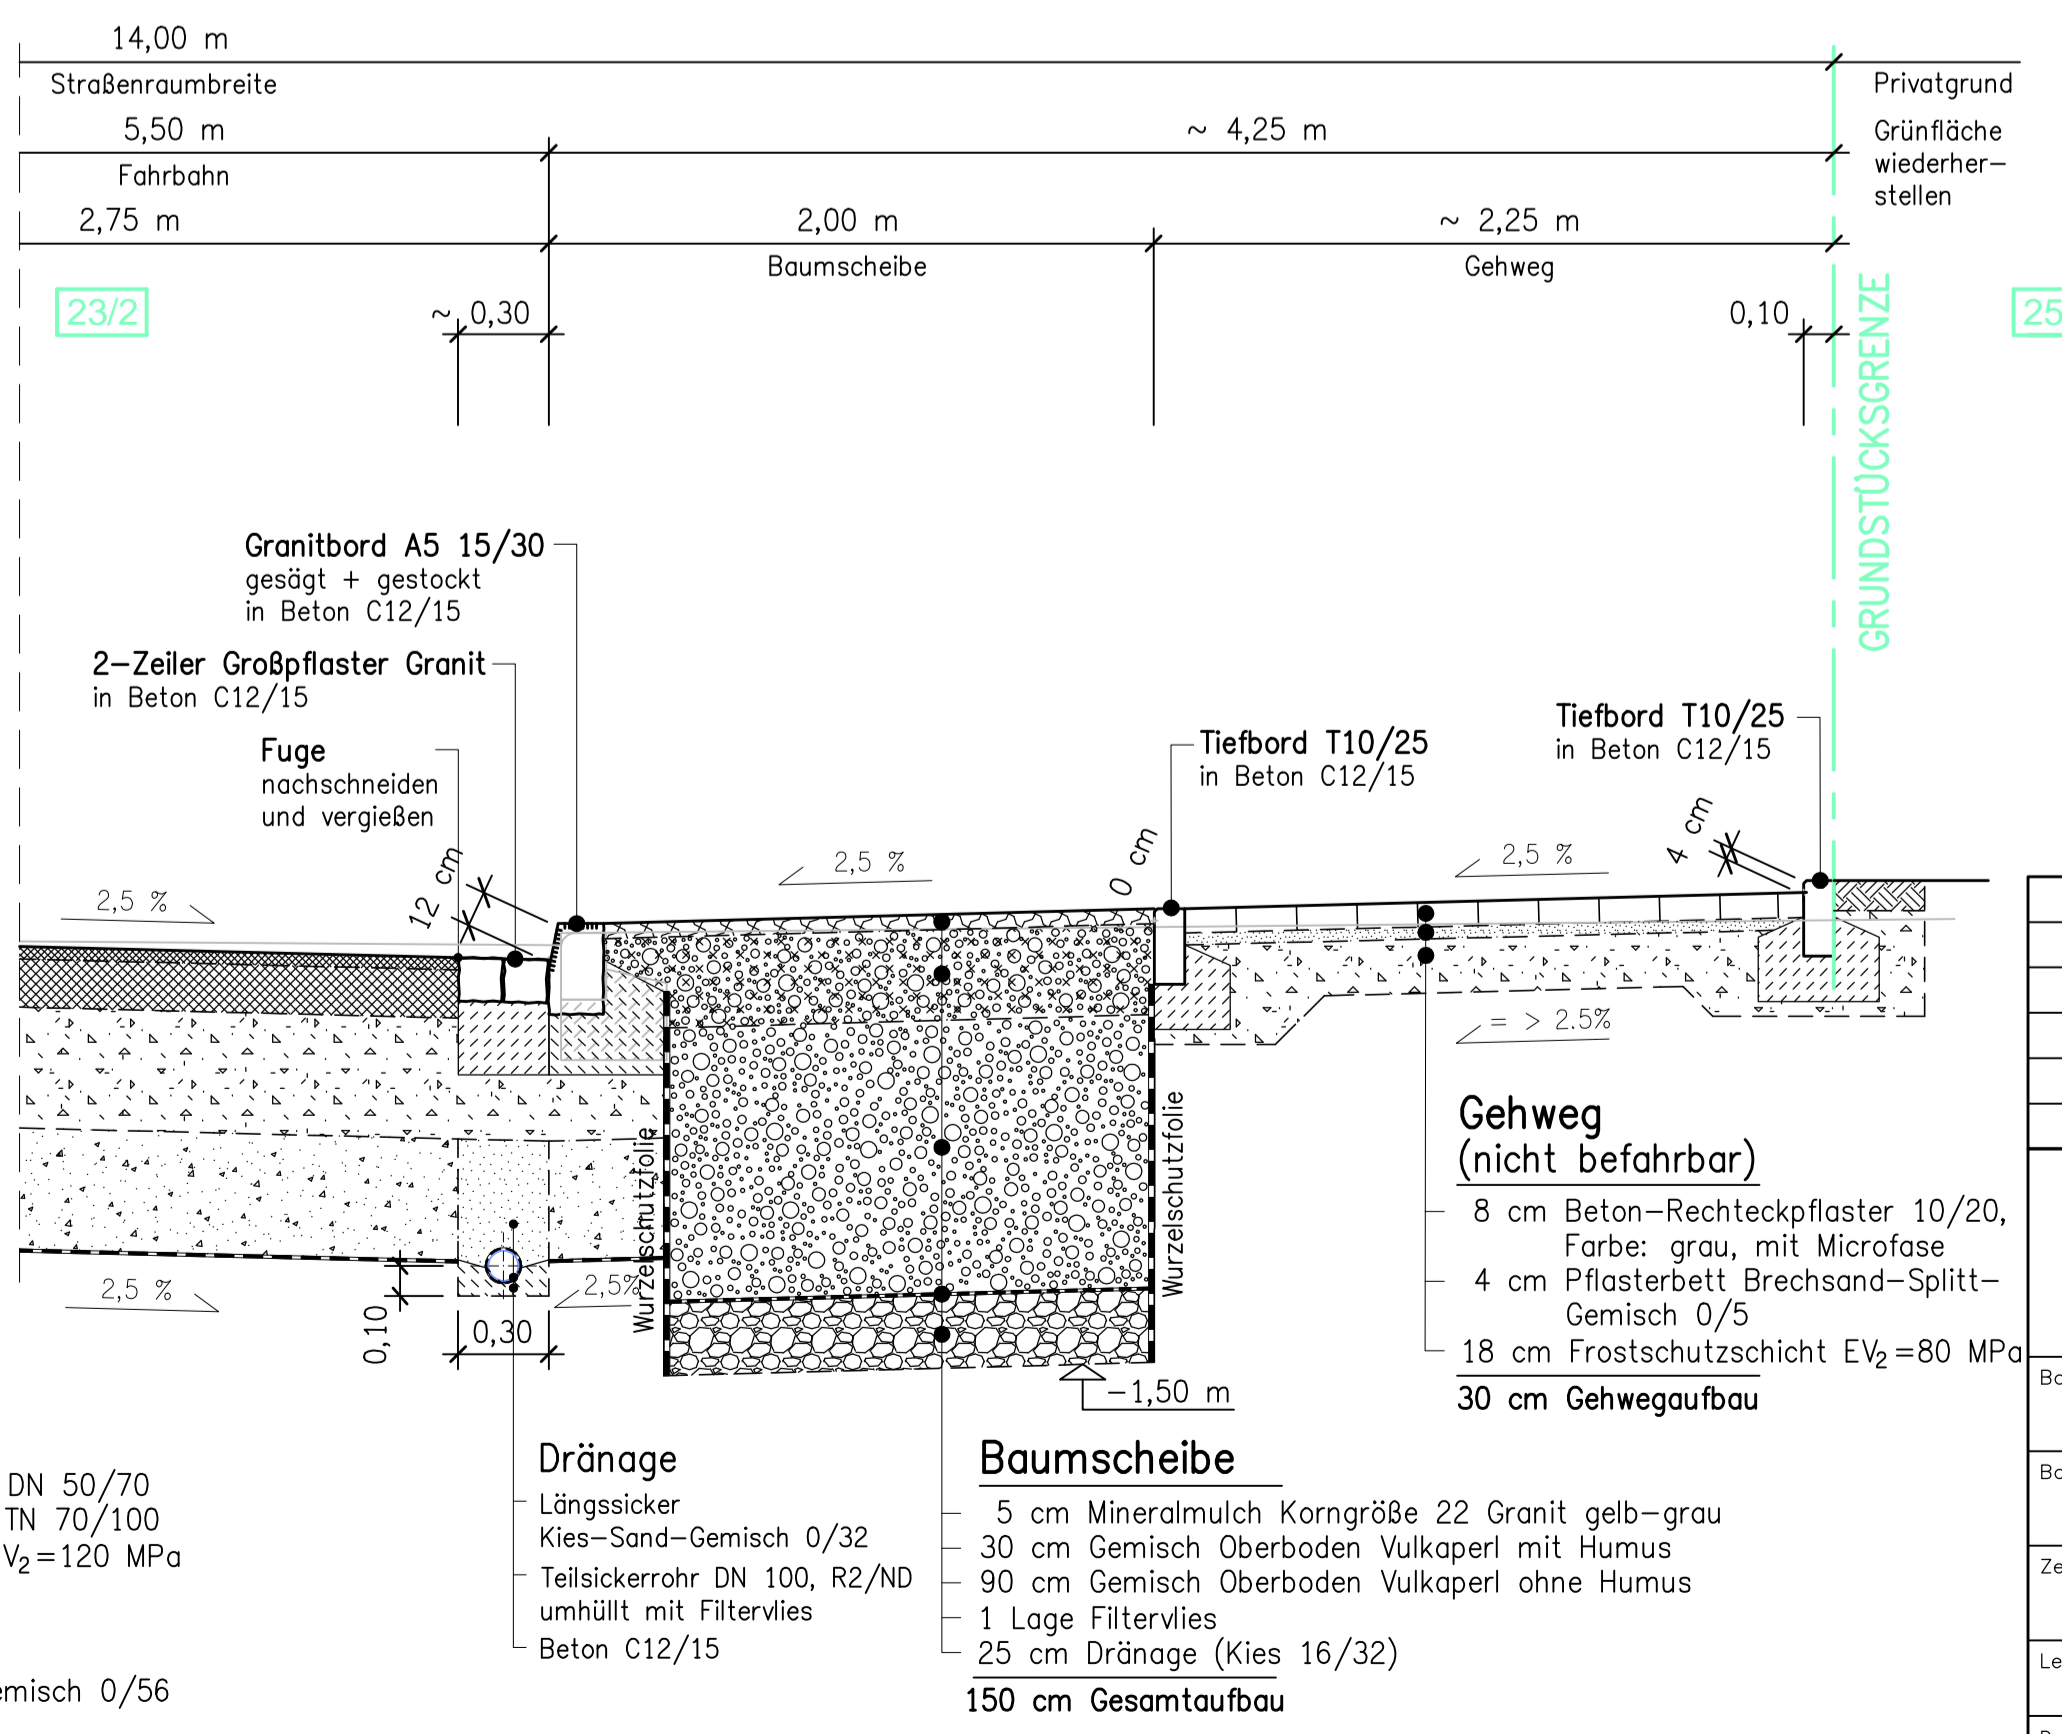 14,00 m
Straßenraumbreite
Privatgrund
5,50 m
~ 4,25 m
Grünfläche
wiederher-
stellen
Fahrbahn
2,75 m
2,00 m
~ 2,25 m
Baumscheibe
Gehweg
23/2
~ 0,30
0,10
25
GRUNDSTÜCKSGRENZE
Granitbord A5 15/30
gesägt + gestockt
in Beton C12/15
2-Zeiler Großpflaster Granit
in Beton C12/15
Fuge
nachschneiden
und vergießen
Tiefbord T10/25
in Beton C12/15
Tiefbord T10/25
in Beton C12/15
2,5 %
12 cm
2,5 %
0 cm
2,5 %
4 cm
= > 2.5%
Wurzelschutzfolie
Wurzelschutzfolie
2,5 %
0,10
0,30
2,5%
-1,50 m
Gehweg
(nicht befahrbar)
8 cm Beton-Rechteckpflaster 10/20,
Farbe: grau, mit Microfase
4 cm Pflasterbett Brechsand-Splitt-
Gemisch 0/5
18 cm Frostschutzschicht EV₂=80 MPa
30 cm Gehwegaufbau
DN 50/70
TN 70/100
V₂=120 MPa
emisch 0/56
Dränage
Längssicker
Kies-Sand-Gemisch 0/32
Teilsickerrohr DN 100, R2/ND
umhüllt mit Filtervlies
Beton C12/15
Baumscheibe
5 cm Mineralmulch Korngröße 22 Granit gelb-grau
30 cm Gemisch Oberboden Vulkaperl mit Humus
90 cm Gemisch Oberboden Vulkaperl ohne Humus
1 Lage Filtervlies
25 cm Dränage (Kies 16/32)
150 cm Gesamtaufbau
Ze
Le